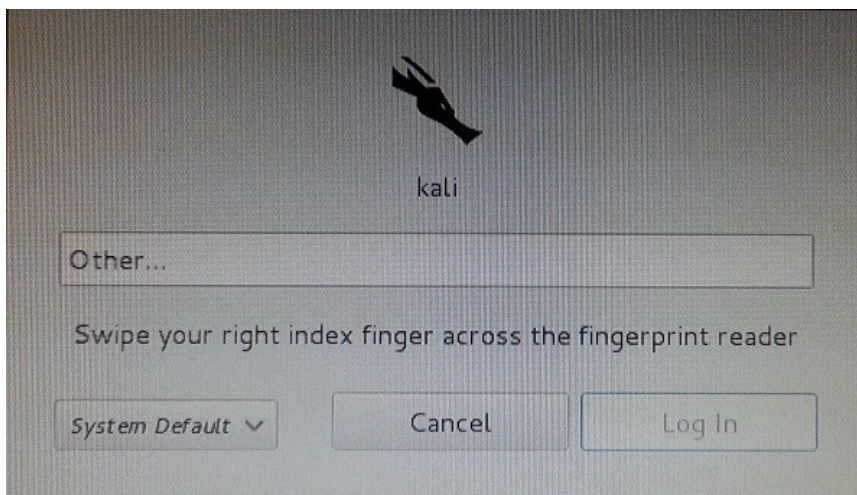 kali
Other...
Swipe your right index finger across the fingerprint reader
System Default
Cancel
Log In